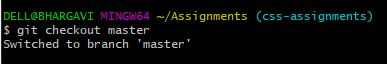 DELL@BHARGAVI MINGW64 ~/Assignments (css-assignments)
$ git checkout master
Switched to branch 'master'